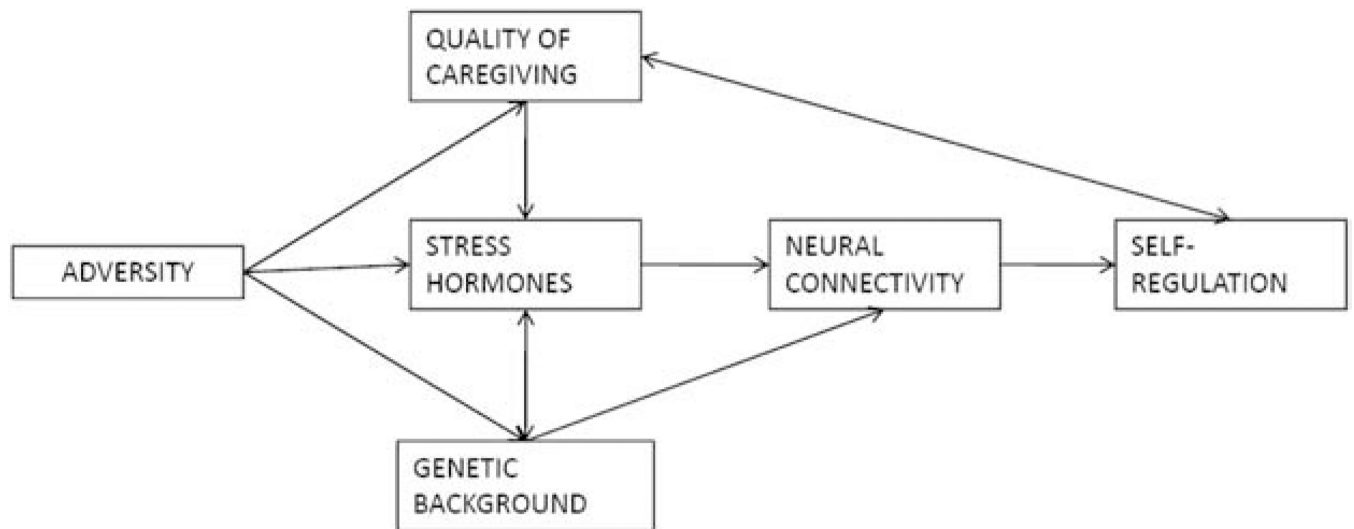 QUALITY OF
CAREGIVING
ADVERSITY
STRESS
HORMONES
NEURAL
CONNECTIVITY
SELF-
REGULATION
GENETIC
BACKGROUND